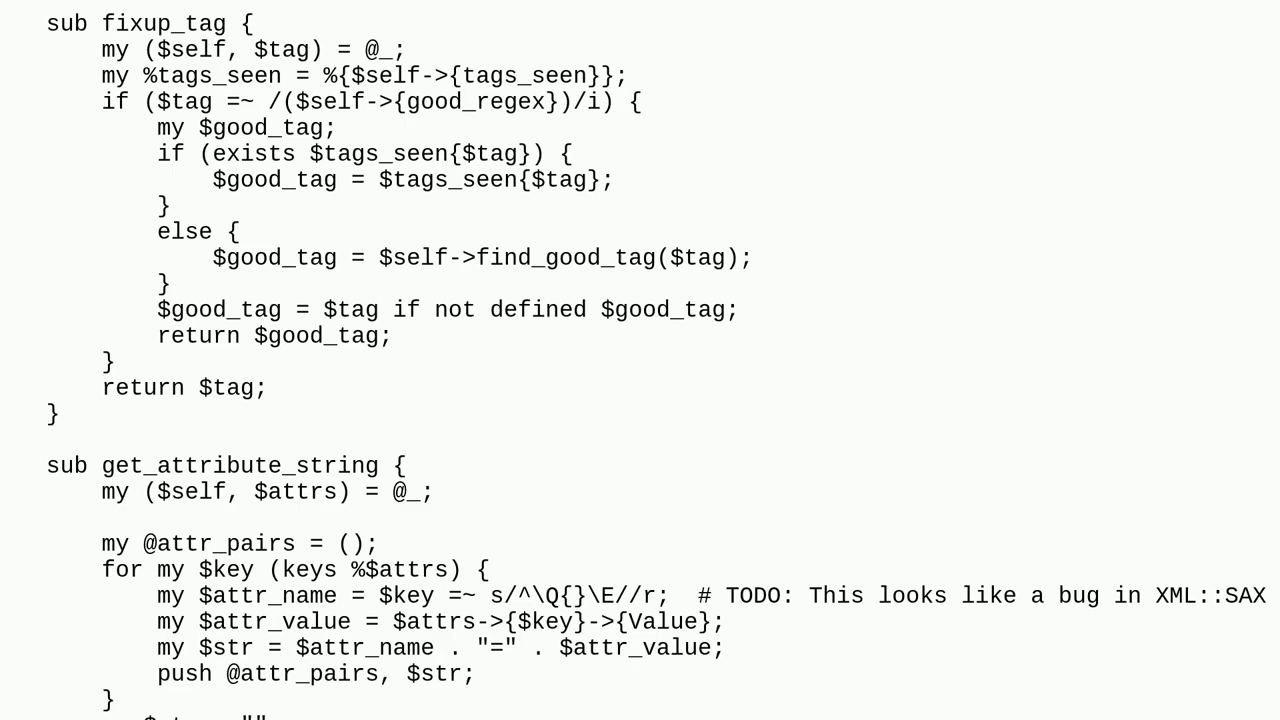 sub fixup_tag {
    my ($self, $tag) = @_;
    my %tags_seen = %{$self->{tags_seen}};
    if ($tag =~ /($self->{good_regex})/i) {
        my $good_tag;
        if (exists $tags_seen{$tag}) {
            $good_tag = $tags_seen{$tag};
        }
        else {
            $good_tag = $self->find_good_tag($tag);
        }
        $good_tag = $tag if not defined $good_tag;
        return $good_tag;
    }
    return $tag;
}

sub get_attribute_string {
    my ($self, $attrs) = @_;

    my @attr_pairs = ();
    for my $key (keys %$attrs) {
        my $attr_name = $key =~ s/^\Q{}\E//r;  # TODO: This looks like a bug in XML::SAX
        my $attr_value = $attrs->{$key}->{Value};
        my $str = $attr_name . "=" . $attr_value;
        push @attr_pairs, $str;
    }